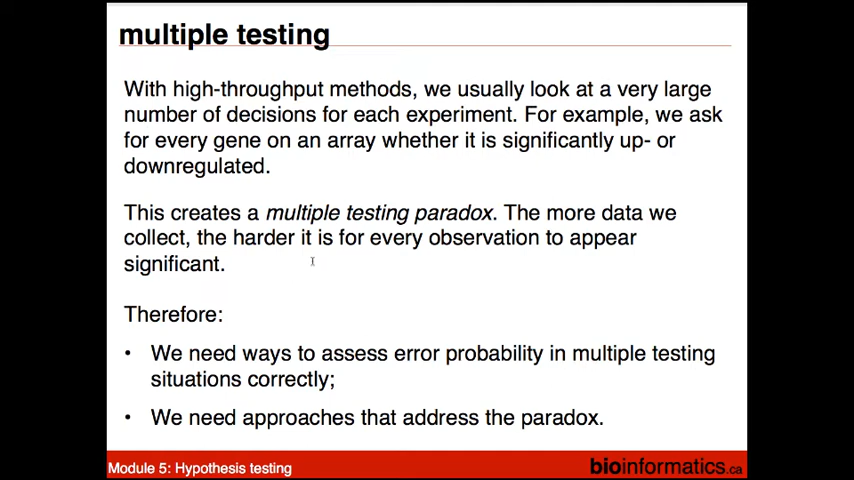 multiple testing
With high-throughput methods, we usually look at a very large
number of decisions for each experiment. For example, we ask
for every gene on an array whether it is significantly up- or
downregulated.
This creates a multiple testing paradox. The more data we
collect, the harder it is for every observation to appear
significant.
Therefore:
• We need ways to assess error probability in multiple testing
situations correctly;
• We need approaches that address the paradox.
Module 5: Hypothesis testing
bioinformatics.ca